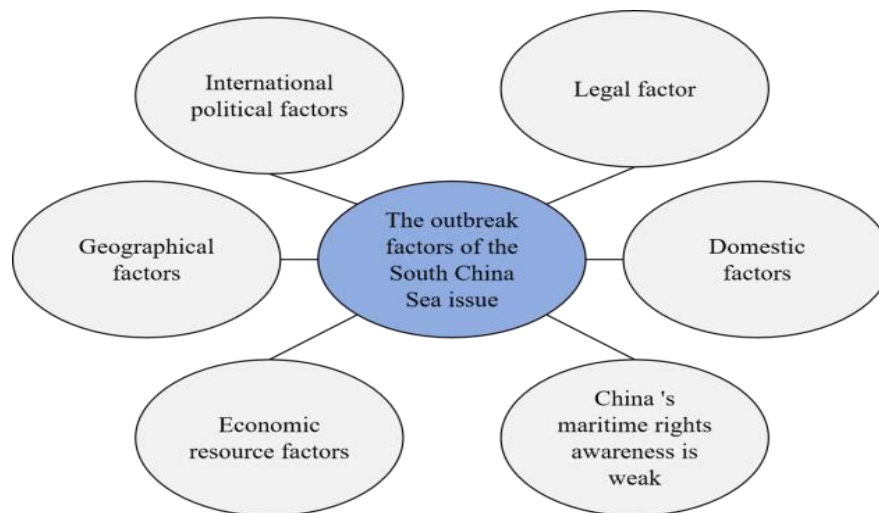 International
political factors
Legal factor
Geographical
factors
The outbreak
factors of the
South China
Sea issue
Domestic
factors
Economic
resource factors
China 's
maritime rights
awareness is
weak